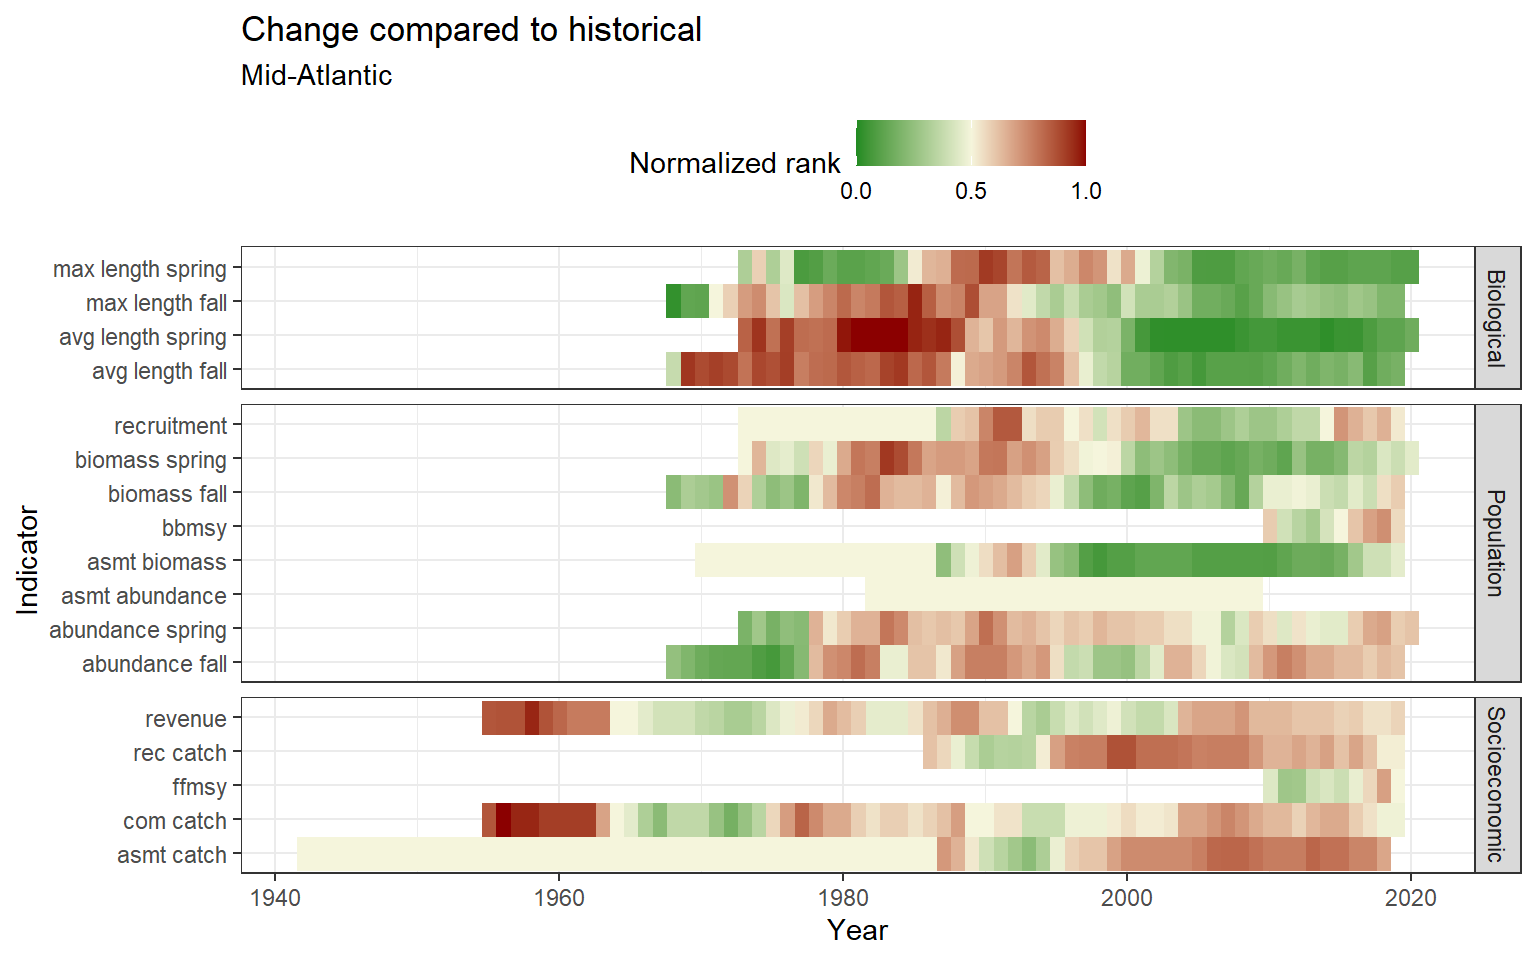 Change compared to historical
Mid-Atlantic
Normalized rank
0.0 0.5 1.0
max length spring
max length fall
avg length spring
avg length fall
Biological
recruitment
biomass spring
biomass fall
bbmsy
asmt biomass
asmt abundance
abundance spring
abundance fall
Population
revenue
rec catch
ffmsy
com catch
asmt catch
Socioeconomic
Indicator
1940 1960 1980 2000 2020
Year